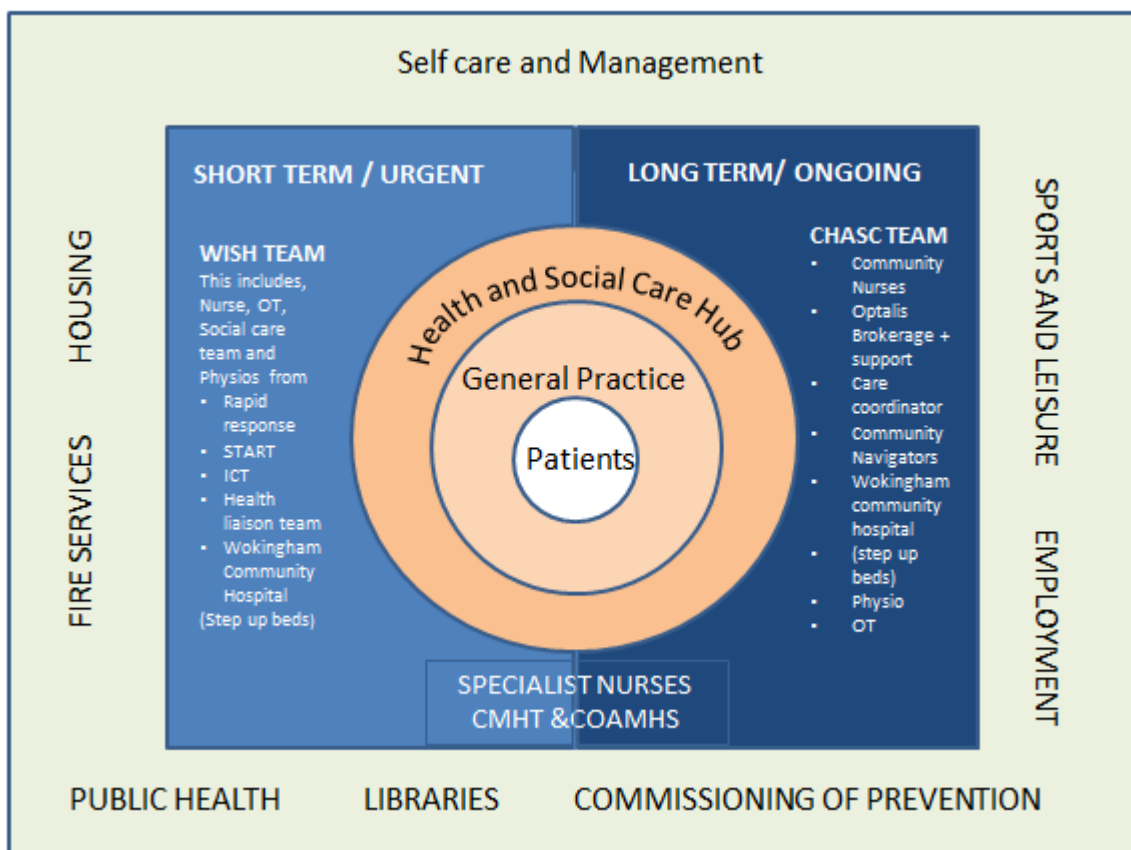 Self care and Management
SHORT TERM / URGENT
LONG TERM/ ONGOING
WISH TEAM
This includes,
Nurse, OT,
Social care
team and
Physios from
▪ Rapid
response
▪ START
▪ ICT
▪ Health
liaison team
▪ Wokingham
Community
Hospital
(Step up beds)
Health and Social Care Hub
General Practice
Patients
CHASC TEAM
▪ Community
Nurses
▪ Optalis
Brokerage +
support
▪ Care
coordinator
▪ Community
Navigators
▪ Wokingham
community
hospital
▪ (step up
beds)
▪ Physio
▪ OT
SPECIALIST NURSES
CMHT &COAMHS
HOUSING
FIRE SERVICES
SPORTS AND LEISURE
EMPLOYMENT
PUBLIC HEALTH
LIBRARIES
COMMISSIONING OF PREVENTION